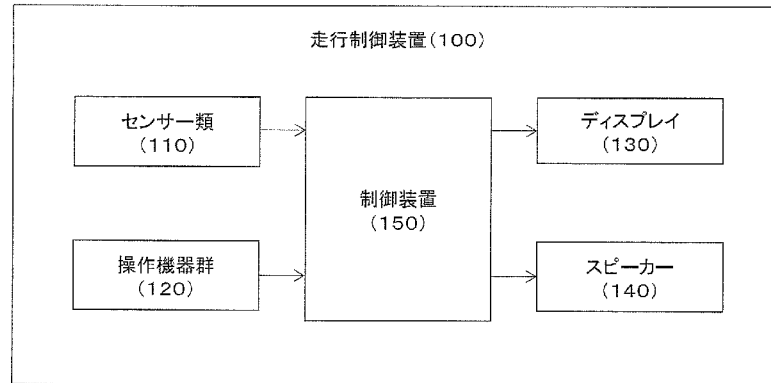 走行制御装置(100)
センサー類
(110)
操作機器群
(120)
制御装置
(150)
ディスプレイ
(130)
スピーカー
(140)